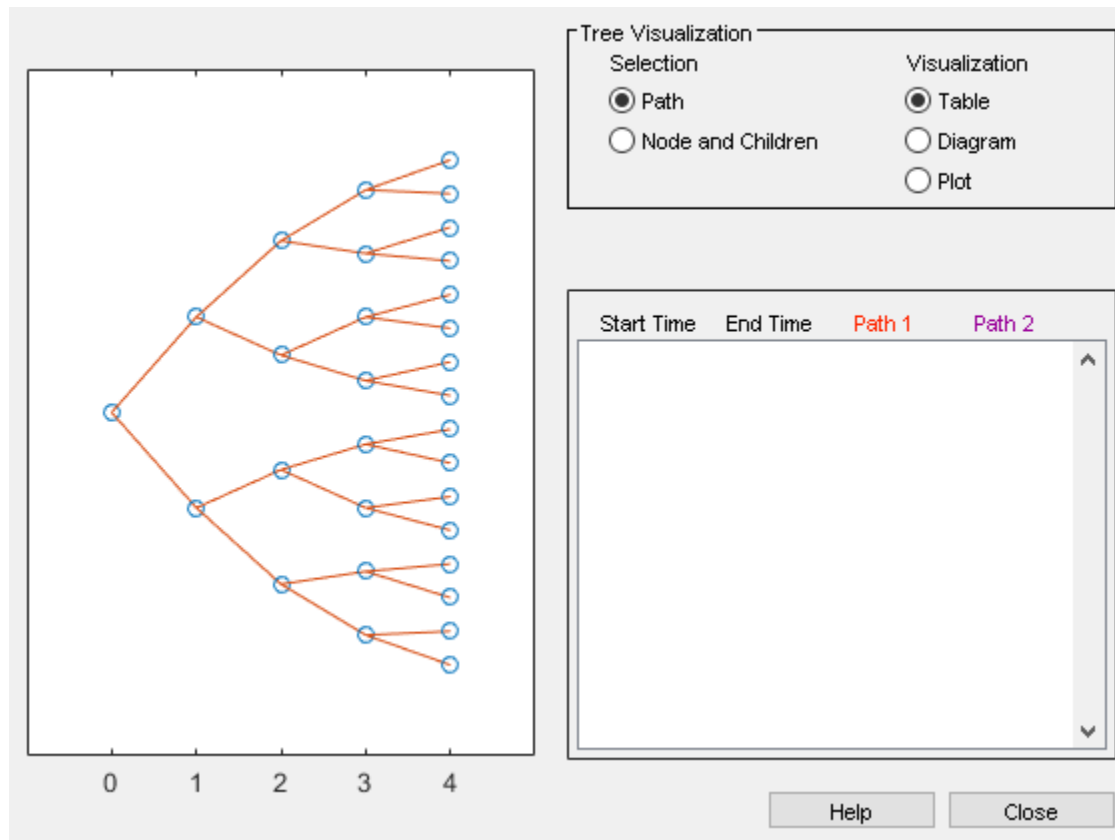 Tree Visualization
Selection
Visualization
Path
Table
Node and Children
Diagram
Plot
Start Time End Time Path 1 Path 2
0 1 2 3 4
Help Close